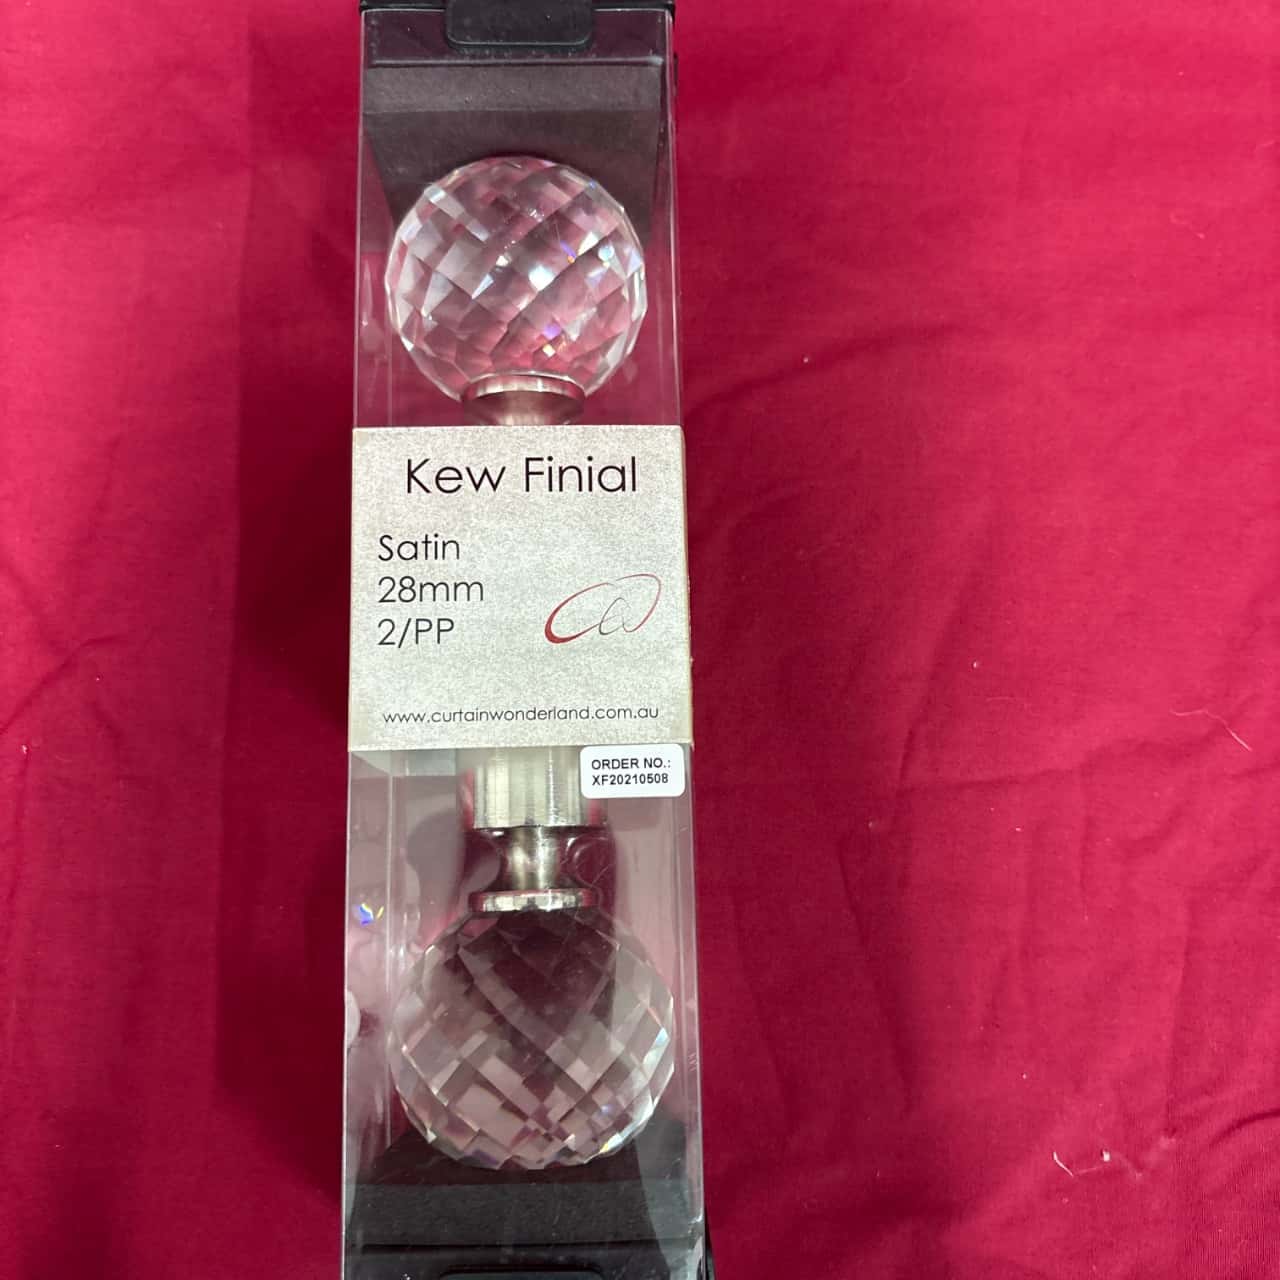 Kew Finial
Satin
28mm
2/PP
www.curtainwonderland.com.au
ORDER NO.:
XF20210508